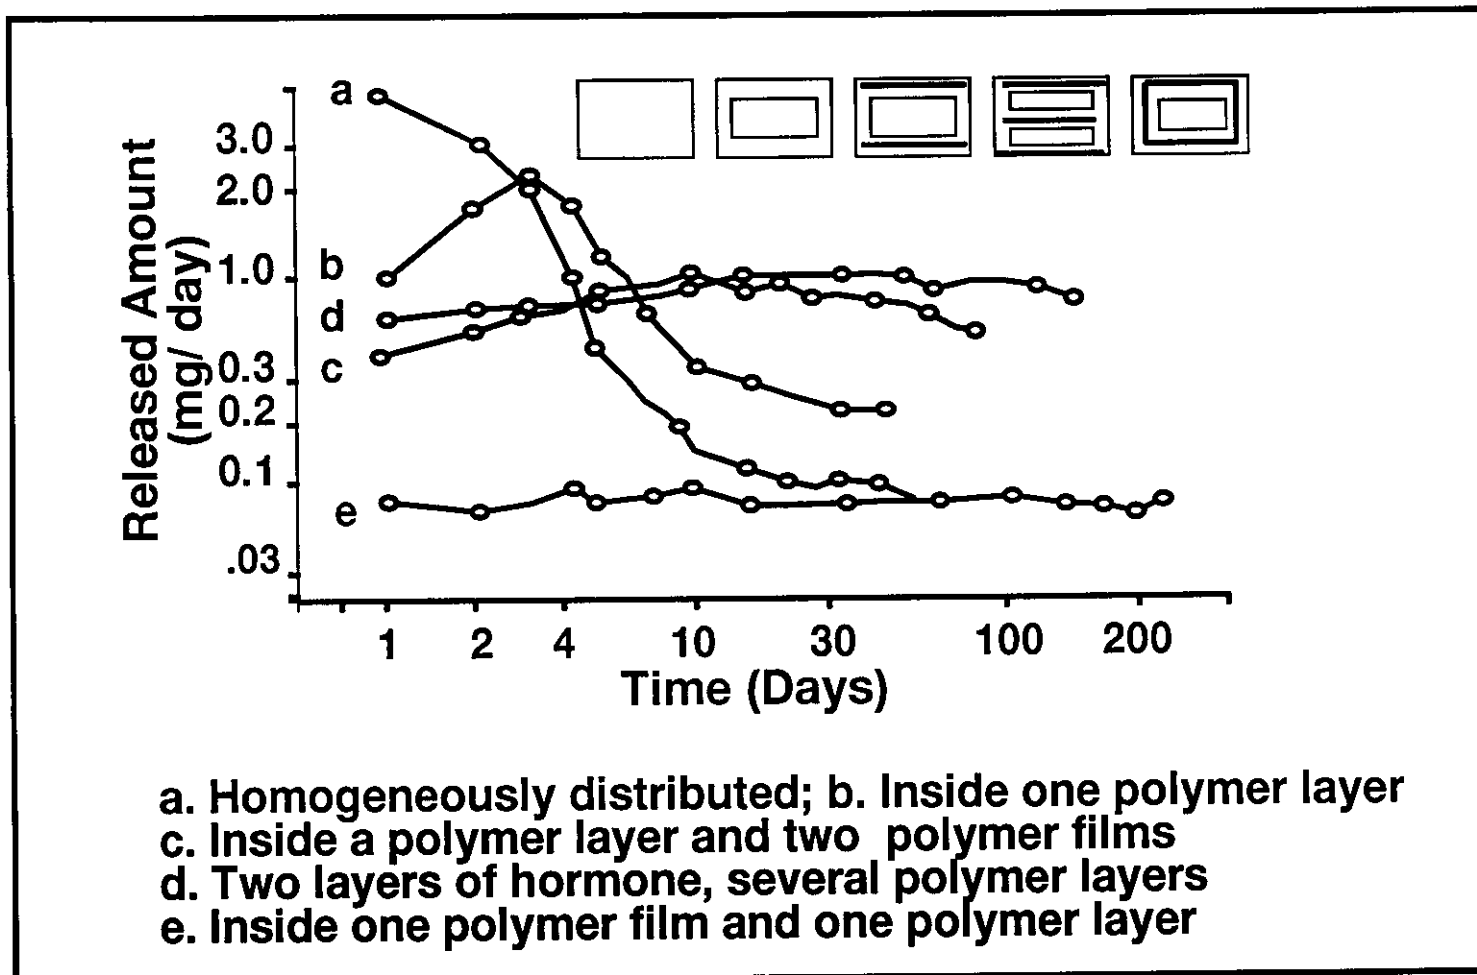 a
b
d
c
e
3.0
2.0
1.0
0.3
0.2
0.1
.03
Released Amount
(mg/ day)
1 2 4 10 30 100 200
Time (Days)
a. Homogeneously distributed; b. Inside one polymer layer
c. Inside a polymer layer and two polymer films
d. Two layers of hormone, several polymer layers
e. Inside one polymer film and one polymer layer